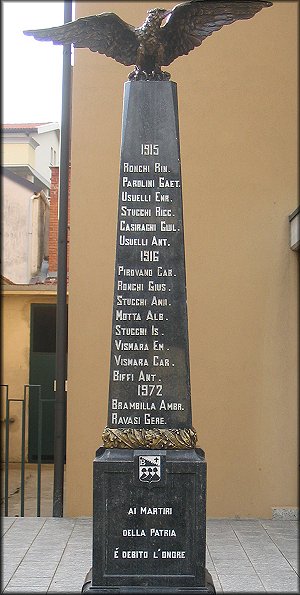 1915
Ronchi Rin.
Parolini Gaet.
Usuelli Enr.
Stucchi Ricc.
Casiraghi Guil.
Usuelli Ant.
1916
Pirovano Car.
Ronchi Gius.
Stucchi
Motta Alb.
Stucchi Is.
Vismara Em.
Vismara Car.
Biffi Ant.
1972
Brambilla Ambr.
Ravasi Gere.
AI MARTIRI
DELLA PATRIA
É DEBITO L'ONORE